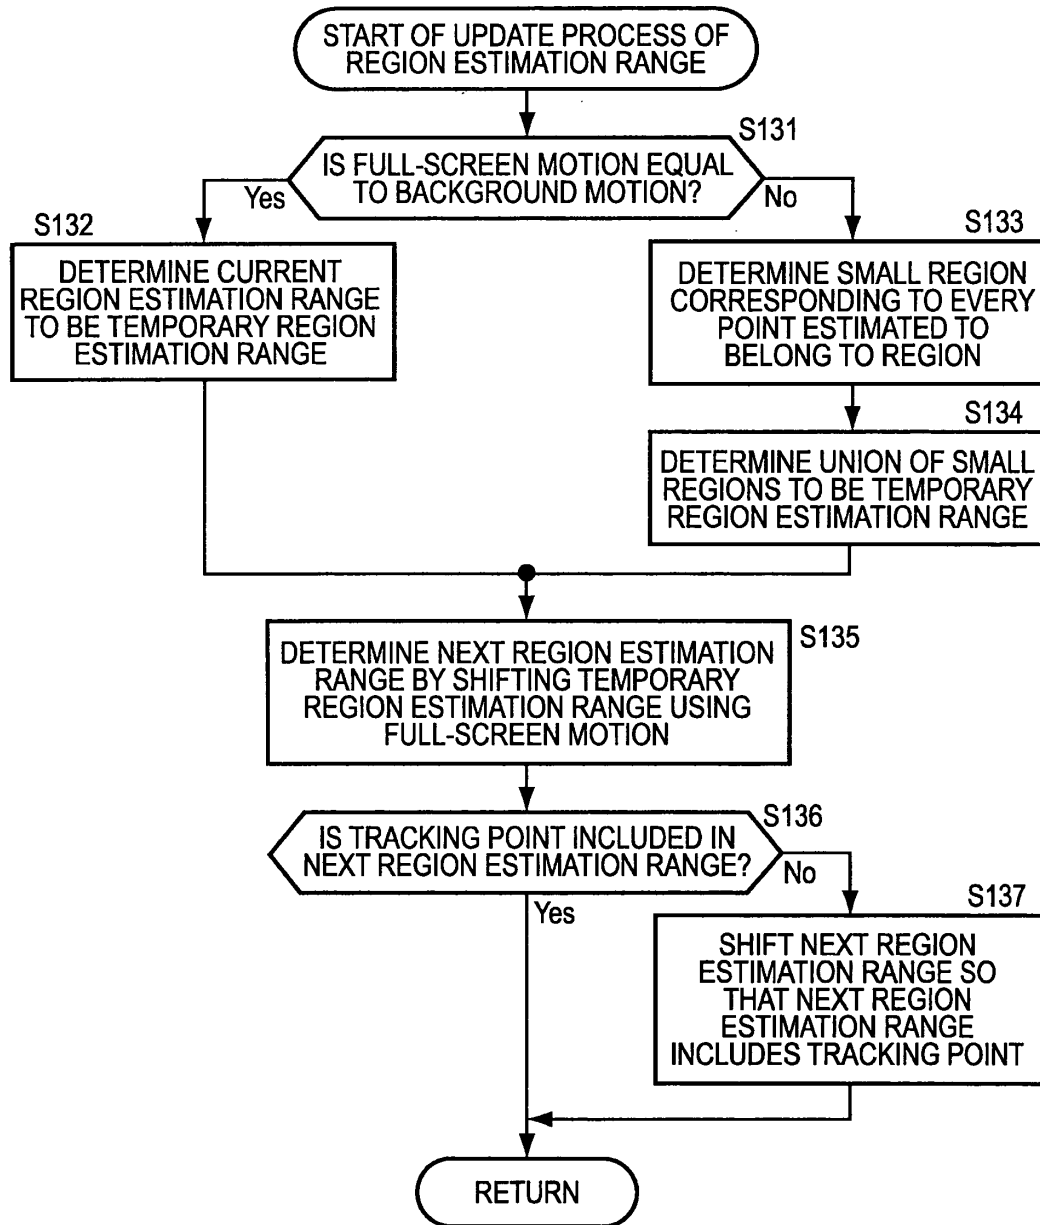 START OF UPDATE PROCESS OF
REGION ESTIMATION RANGE
S131
IS FULL-SCREEN MOTION EQUAL
TO BACKGROUND MOTION?
Yes
No
S132
DETERMINE CURRENT
REGION ESTIMATION RANGE
TO BE TEMPORARY REGION
ESTIMATION RANGE
S133
DETERMINE SMALL REGION
CORRESPONDING TO EVERY
POINT ESTIMATED TO
BELONG TO REGION
S134
DETERMINE UNION OF SMALL
REGIONS TO BE TEMPORARY
REGION ESTIMATION RANGE
S135
DETERMINE NEXT REGION ESTIMATION
RANGE BY SHIFTING TEMPORARY
REGION ESTIMATION RANGE USING
FULL-SCREEN MOTION
S136
IS TRACKING POINT INCLUDED IN
NEXT REGION ESTIMATION RANGE?
No
Yes
S137
SHIFT NEXT REGION
ESTIMATION RANGE SO
THAT NEXT REGION
ESTIMATION RANGE
INCLUDES TRACKING POINT
RETURN